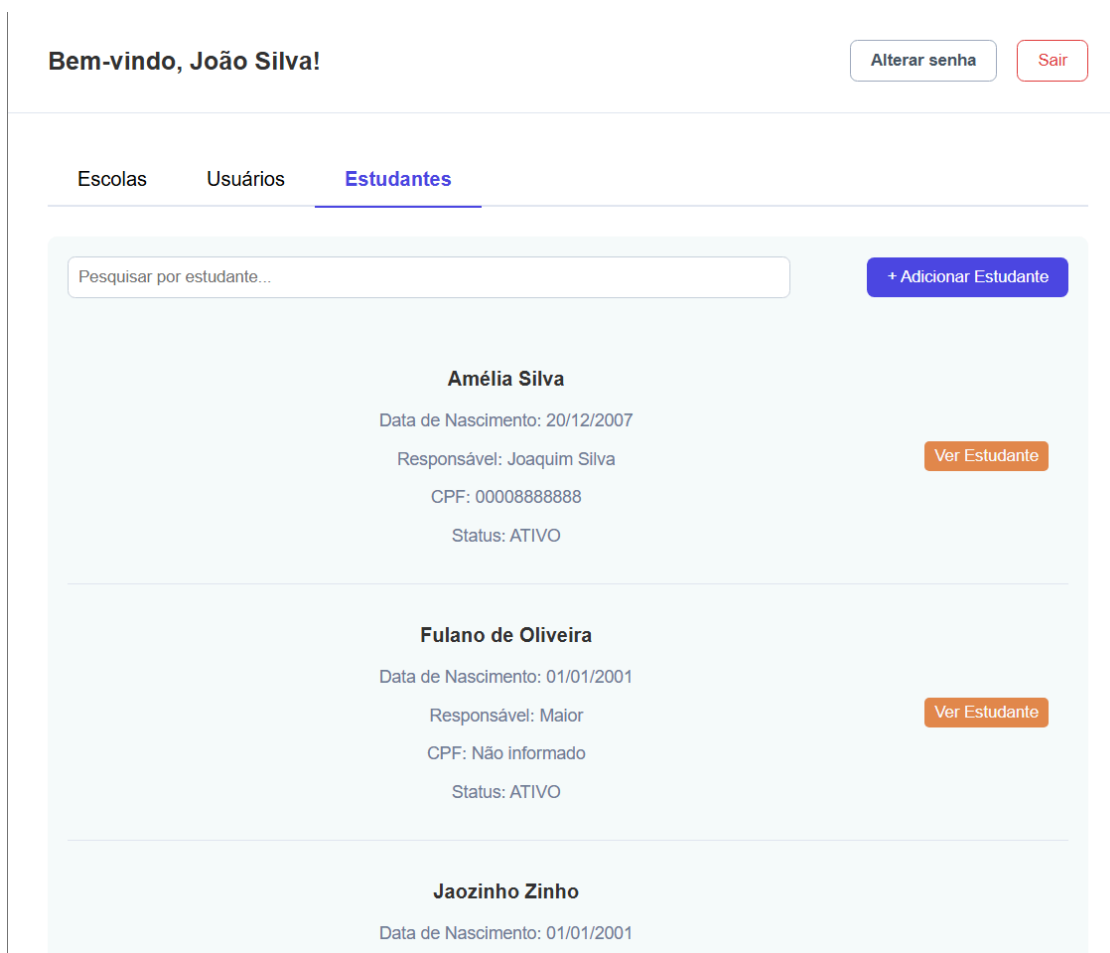 Bem-vindo, João Silva!
Alterar senha
Sair
Escolas
Usuários
Estudantes
Pesquisar por estudante...
+ Adicionar Estudante
Amélia Silva
Data de Nascimento: 20/12/2007
Responsável: Joaquim Silva
CPF: 00008888888
Status: ATIVO
Ver Estudante
Fulano de Oliveira
Data de Nascimento: 01/01/2001
Responsável: Maior
CPF: Não informado
Status: ATIVO
Ver Estudante
Jaozinho Zinho
Data de Nascimento: 01/01/2001